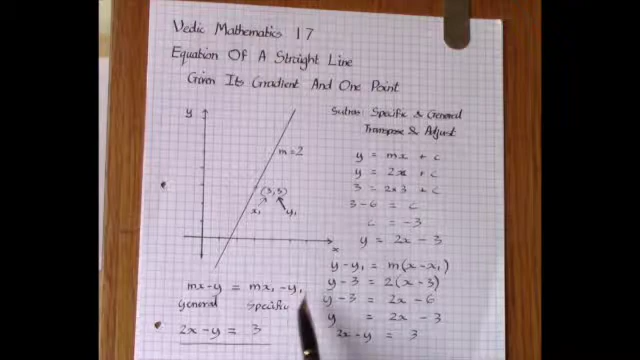 Vedic Mathematics 17
Equation Of A Straight Line
Given Its Gradient And One Point
Sutras: Specific & General
Transpose & Adjust
y
m=2
(3,3)
x₁ y₁
x
y = mx + c
y = 2x + c
3 = 2x3 + c
3-6 = c
c = -3
y = 2x - 3
mx-y = mx₁-y₁
general specific
2x-y = 3
y-y₁ = m(x-x₁)
y-3 = 2(x-3)
y-3 = 2x-6
y = 2x-3
2x-y = 3